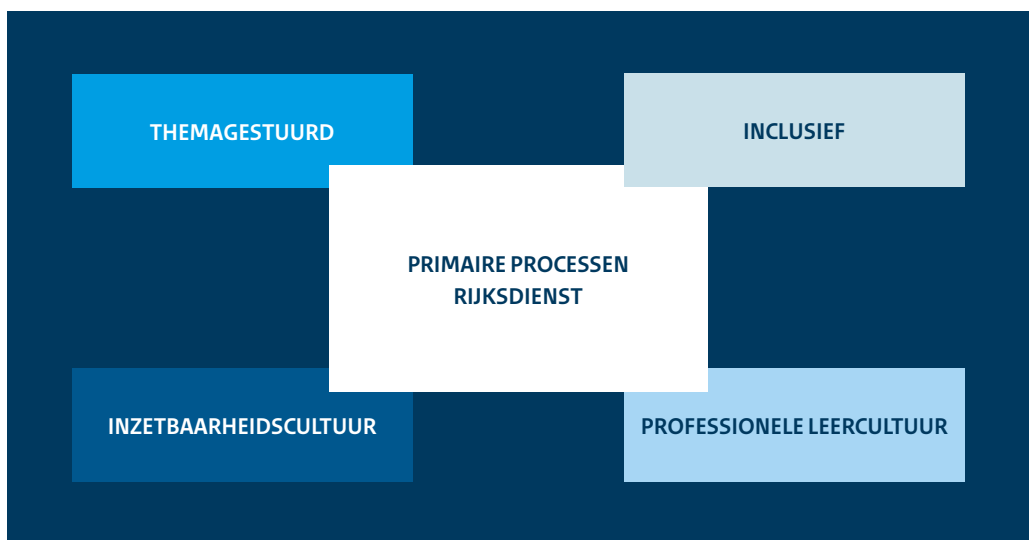 THEMAGESTUURD
INCLUSIEF
PRIMAIRE PROCESSEN
RIJKSDIENST
INZETBAARHEIDSCULTUUR
PROFESSIONELE LEERCULTUUR